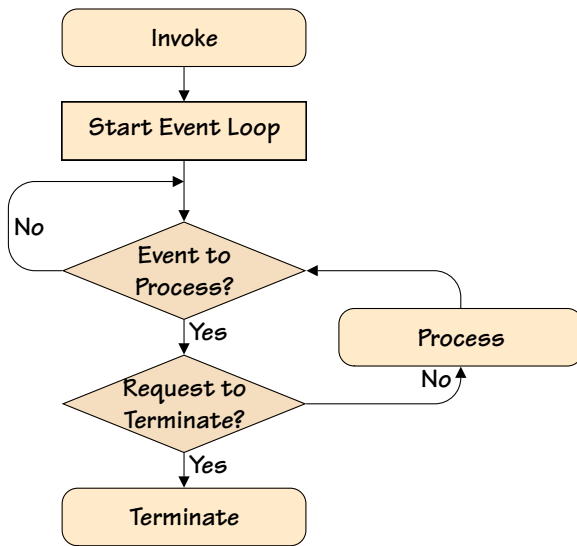 Invoke
Start Event Loop
No
Event to
Process?
Yes
Process
No
Request to
Terminate?
Yes
Terminate